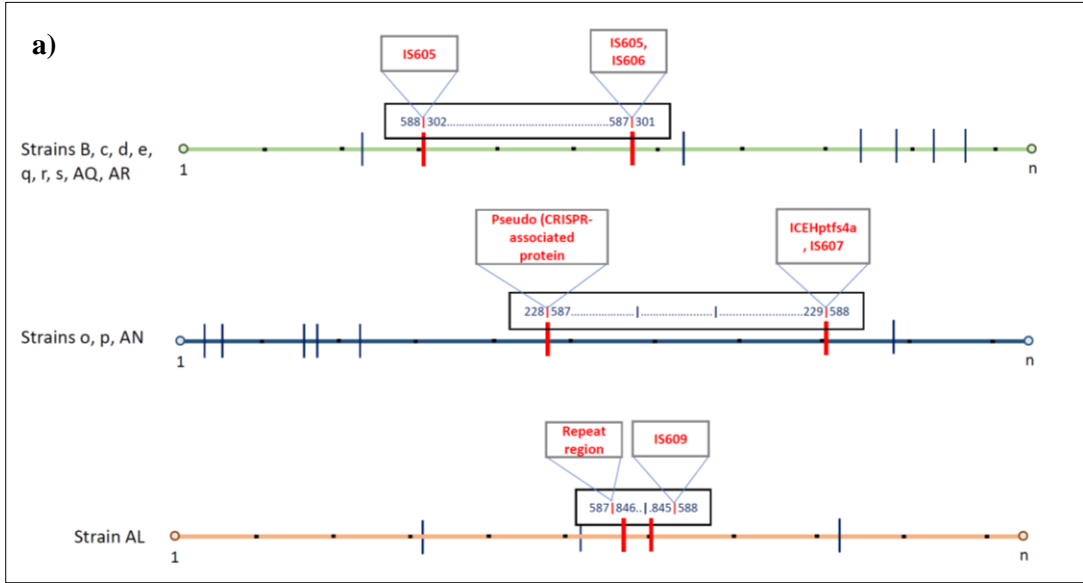 a)
IS605
IS605,
IS606
588|302............................................................587|301
Strains B, c, d, e,
q, r, s, AQ, AR
1
n
Pseudo (CRISPR-
associated
protein
ICEHptfs4a
, IS607
228|587....................|.......................|................................229|588
Strains o, p, AN
1
n
Repeat
region
IS609
587|846..|.845|588
Strain AL
1
n